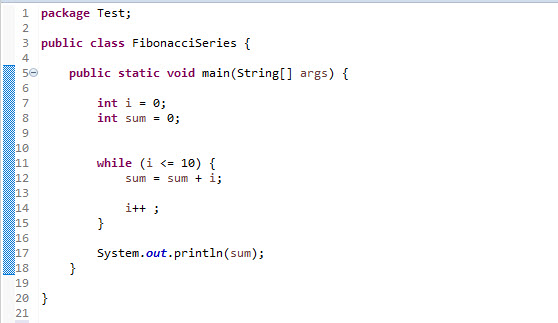 1 package Test;
2
3 public class FibonacciSeries {
4
5 public static void main(String[] args) {
6
7 int i = 0;
8 int sum = 0;
9
10
11 while (i <= 10) {
12 sum = sum + i;
13
14 i++ ;
15 }
16
17 System.out.println(sum);
18 }
19
20 }
21